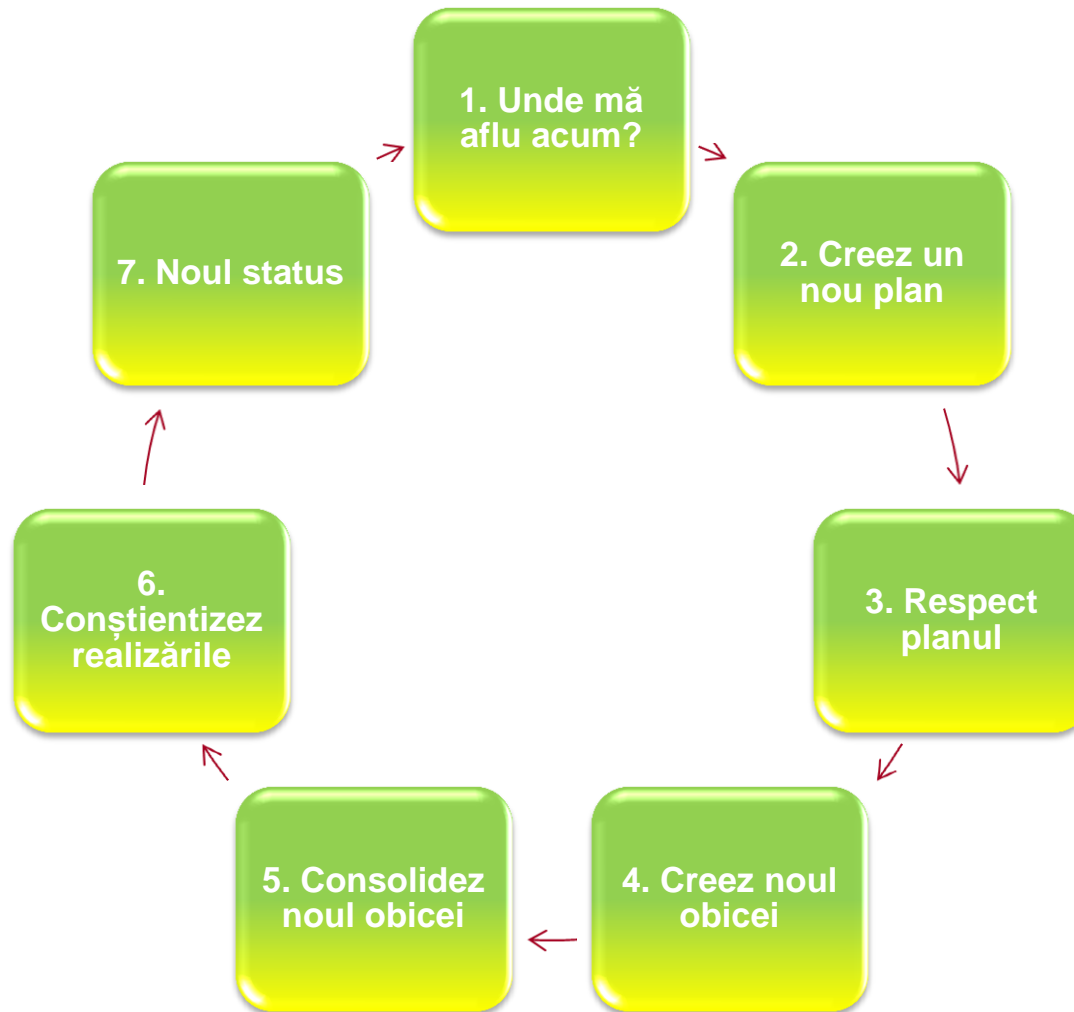 1. Unde mă
aflu acum?
2. Creez un
nou plan
3. Respect
planul
4. Creez noul
obicei
5. Consolidez
noul obicei
6.
Conștientizez
realizările
7. Noul status